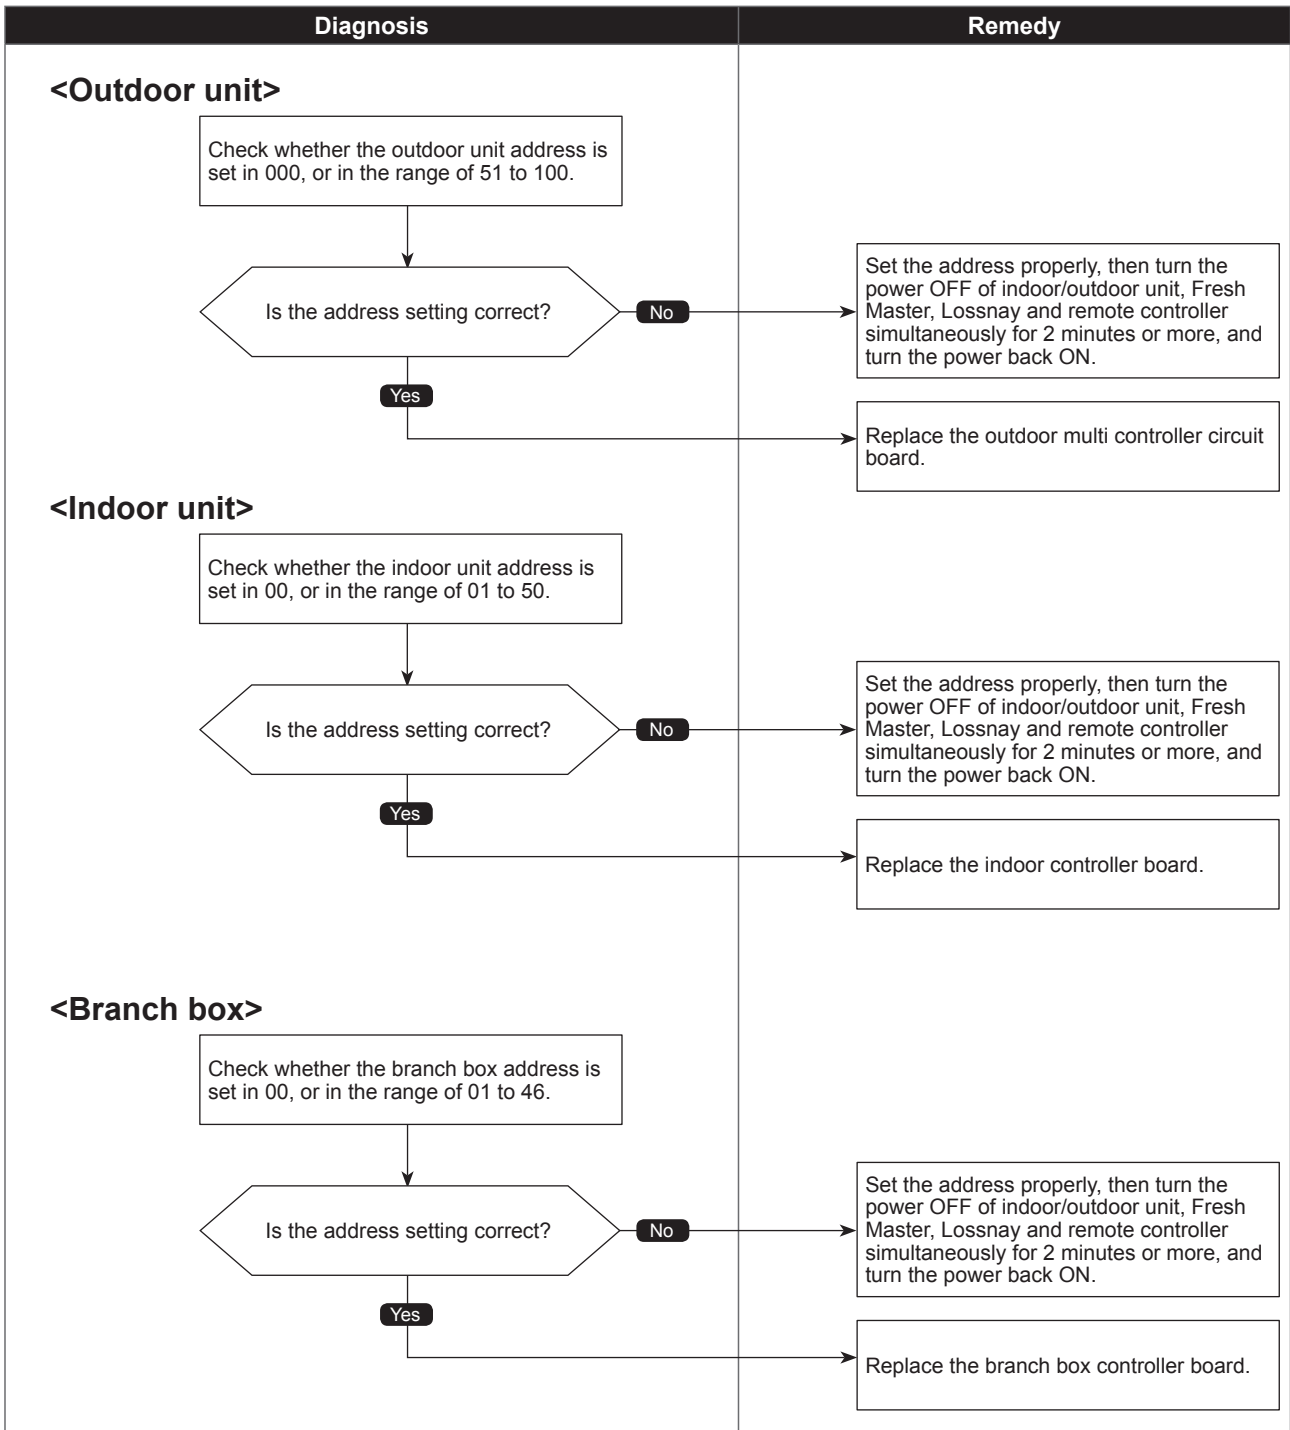 Diagnosis
Remedy
<Outdoor unit>
Check whether the outdoor unit address is
set in 000, or in the range of 51 to 100.
Is the address setting correct?
No
Set the address properly, then turn the
power OFF of indoor/outdoor unit, Fresh
Master, Lossnay and remote controller
simultaneously for 2 minutes or more, and
turn the power back ON.
Yes
Replace the outdoor multi controller circuit
board.
<Indoor unit>
Check whether the indoor unit address is
set in 00, or in the range of 01 to 50.
Is the address setting correct?
No
Set the address properly, then turn the
power OFF of indoor/outdoor unit, Fresh
Master, Lossnay and remote controller
simultaneously for 2 minutes or more, and
turn the power back ON.
Yes
Replace the indoor controller board.
<Branch box>
Check whether the branch box address is
set in 00, or in the range of 01 to 46.
Is the address setting correct?
No
Set the address properly, then turn the
power OFF of indoor/outdoor unit, Fresh
Master, Lossnay and remote controller
simultaneously for 2 minutes or more, and
turn the power back ON.
Yes
Replace the branch box controller board.